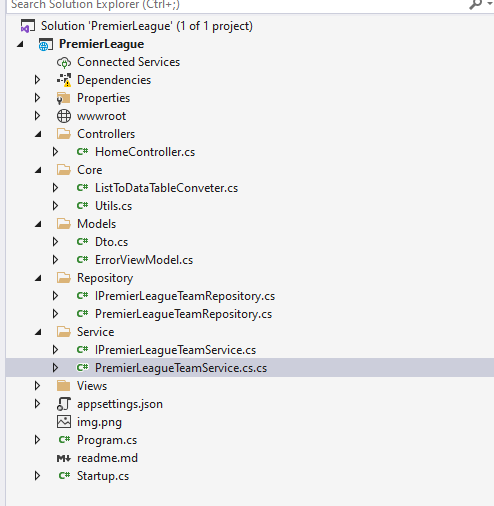 Search Solution Explorer (Ctrl+;)
Solution 'PremierLeague' (1 of 1 project)
PremierLeague
Connected Services
Dependencies
Properties
wwwroot
Controllers
C# HomeController.cs
Core
C# ListToDataTableConveter.cs
C# Utils.cs
Models
C# Dto.cs
C# ErrorViewModel.cs
Repository
C# IPremierLeagueTeamRepository.cs
C# PremierLeagueTeamRepository.cs
Service
C# IPremierLeagueTeamService.cs
C# PremierLeagueTeamService.cs.cs
Views
appsettings.json
img.png
C# Program.cs
readme.md
C# Startup.cs